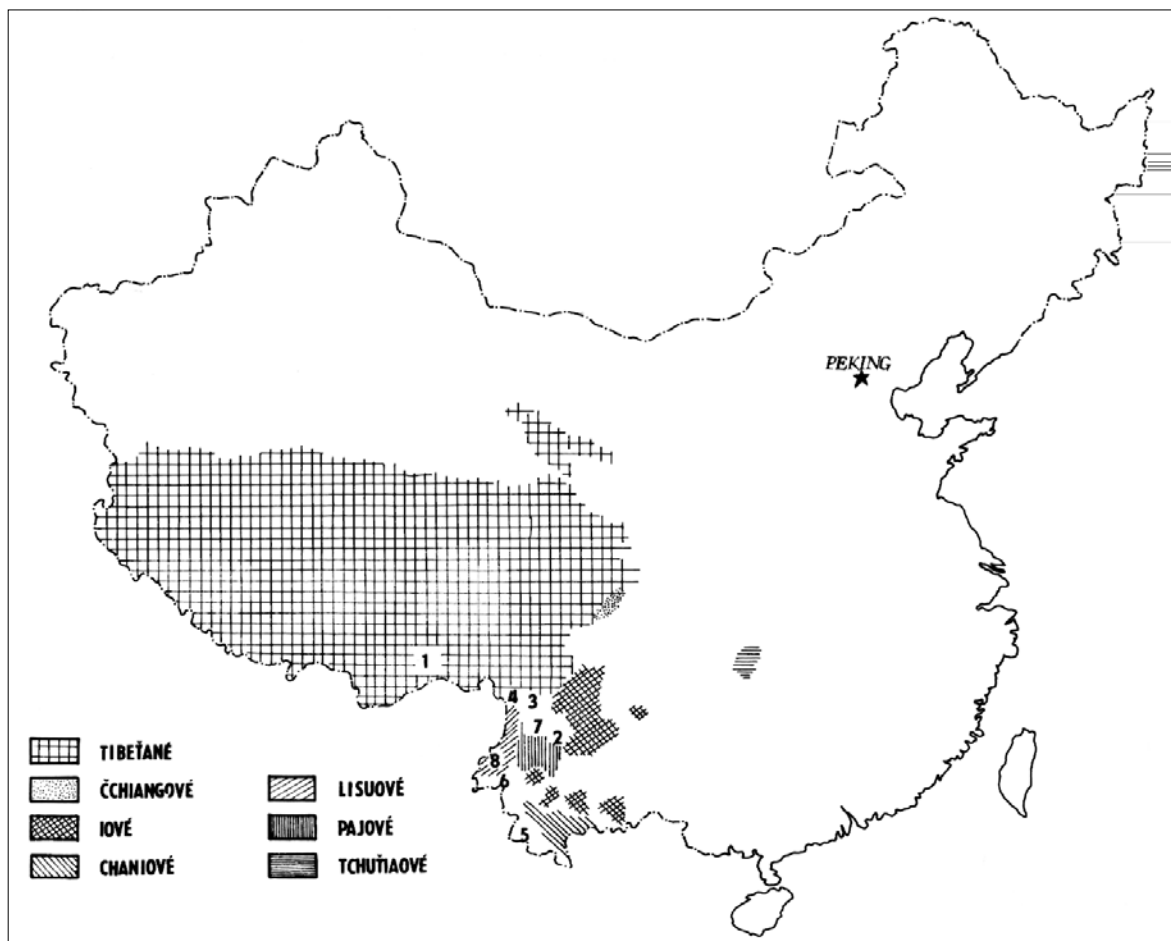 PEKING
1
4
3
7
2
8
6
5
TIBEŤANÉ
ČCHIANGOVÉ
LISUOVÉ
IOVÉ
PAJOVÉ
CHANIOVÉ
TCHUŤIAOVÉ